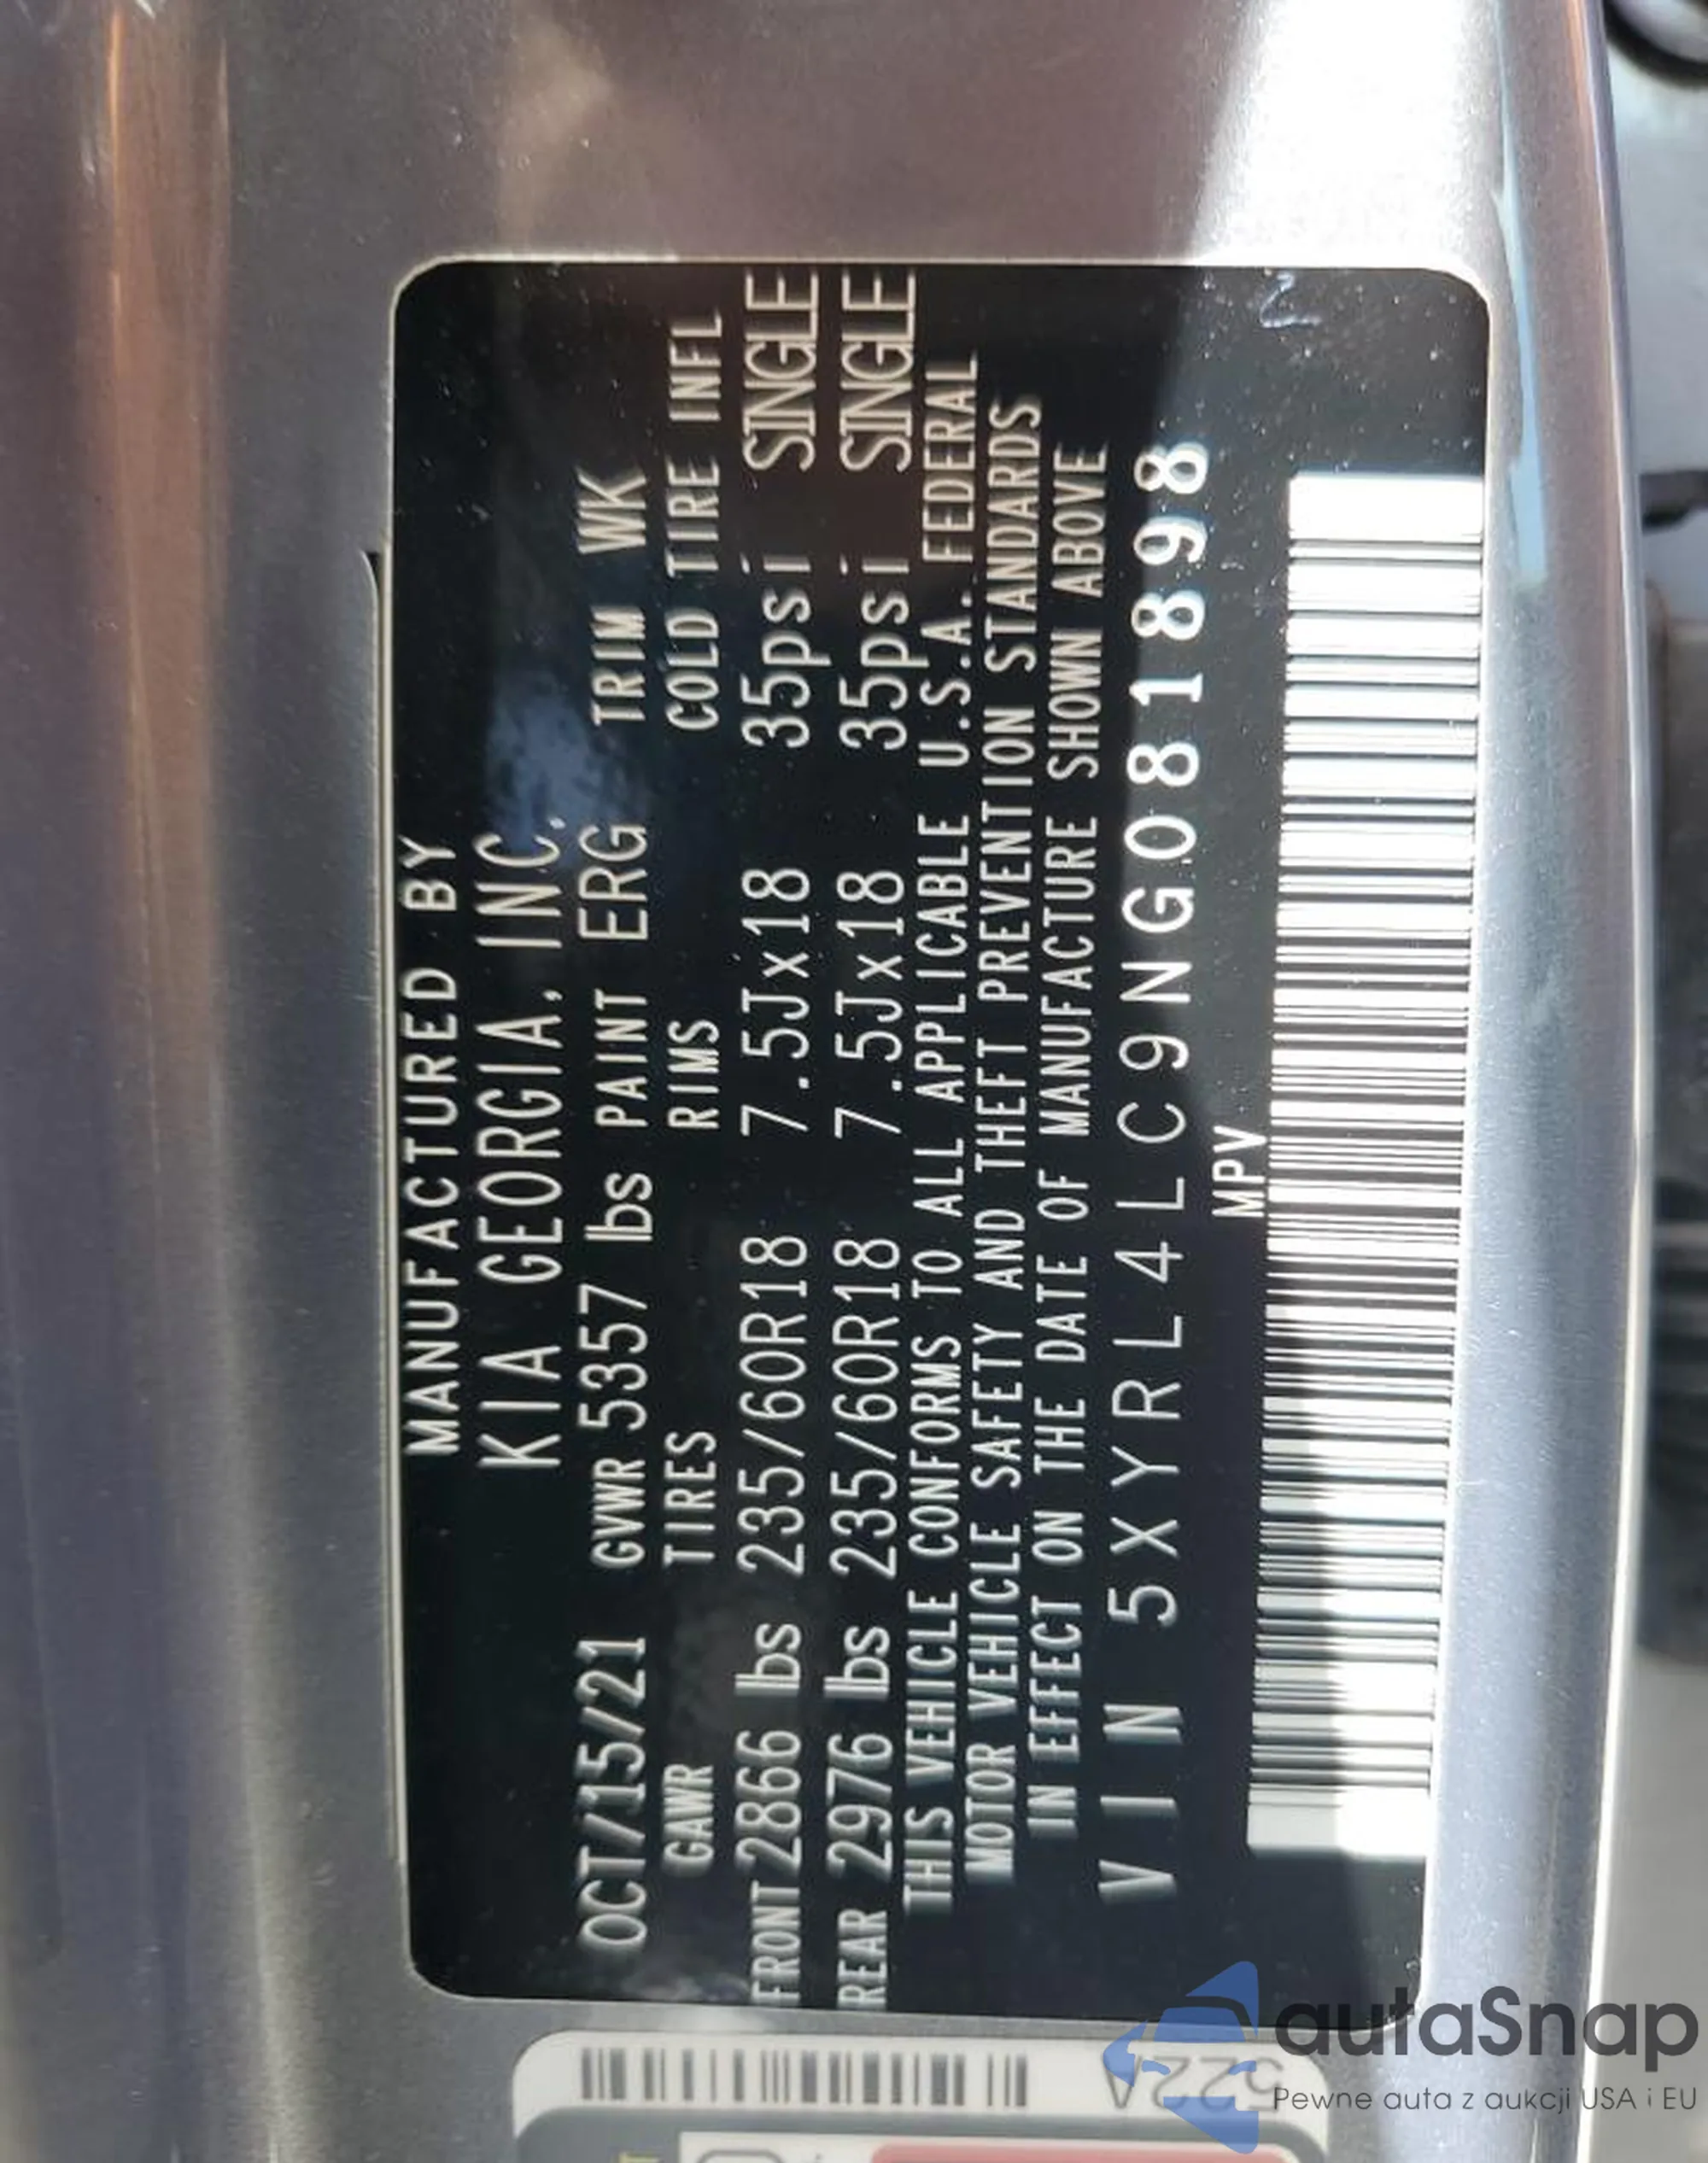 MANUFACTURED BY
KIA GEORGIA, INC.
OCT/15/21 GVWR 5357 lbs PAINT ERG TRIM WK
GAWR TIRES RIMS COLD TIRE INFL
FRONT 2866 lbs 235/60R18 7.5Jx18 35psi SINGLE
REAR 2976 lbs 235/60R18 7.5Jx18 35psi SINGLE
THIS VEHICLE CONFORMS TO ALL APPLICABLE U.S.A. FEDERAL
MOTOR VEHICLE SAFETY AND THEFT PREVENTION STANDARDS
IN EFFECT ON THE DATE OF MANUFACTURE SHOWN ABOVE
VIN 5XYRL4LC9NG081898
MPV
522A
autaSnap
Pewne auta z aukcji USA i EU